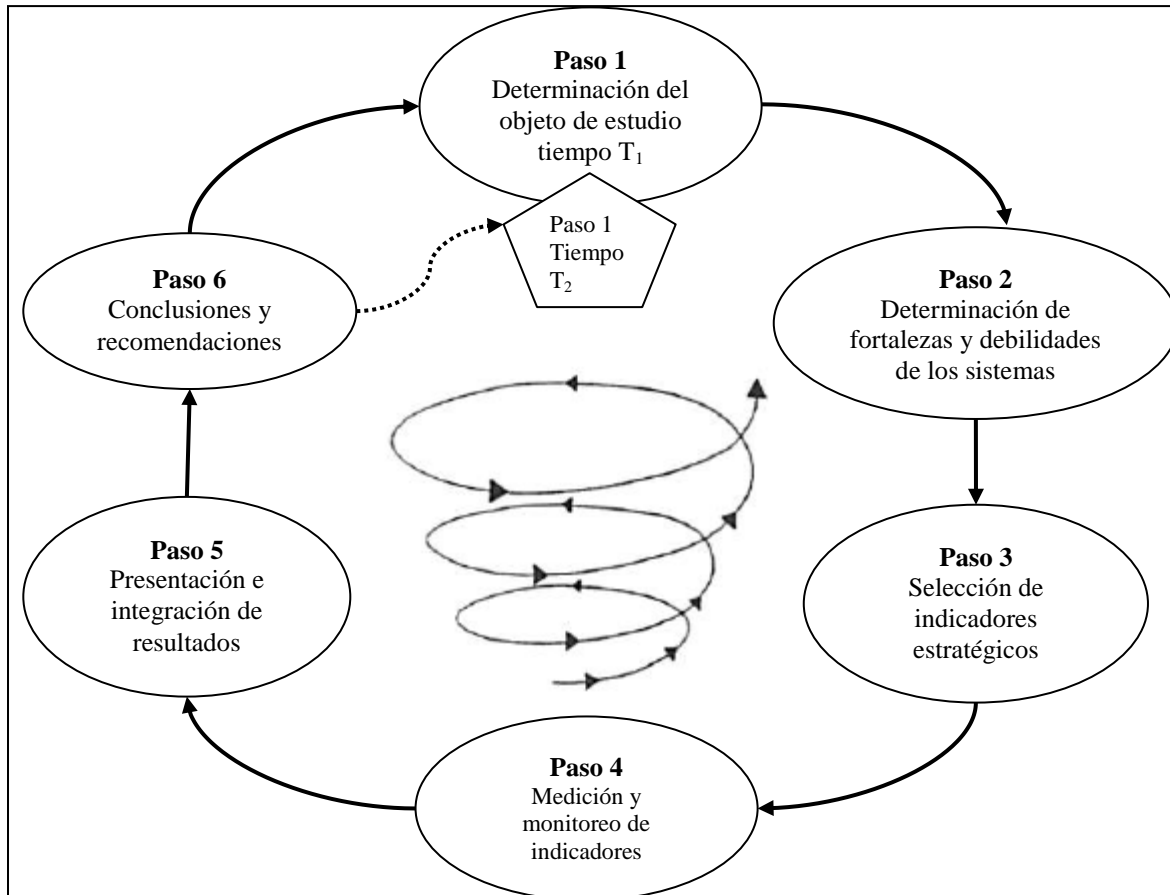 Paso 1
Determinación del
objeto de estudio
tiempo T₁
Paso 1
Tiempo
T₂
Paso 2
Determinación de
fortalezas y debilidades
de los sistemas
Paso 3
Selección de
indicadores
estratégicos
Paso 4
Medición y
monitoreo de
indicadores
Paso 5
Presentación e
integración de
resultados
Paso 6
Conclusiones y
recomendaciones